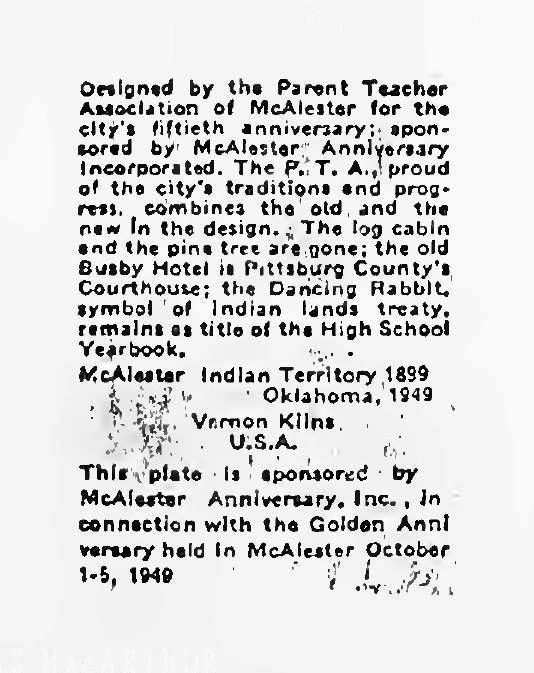 Designed by the Parent Teacher
Association of McAlester for the
city's fiftieth anniversary; spon-
sored by McAlester Anniversary
Incorporated. The P. T. A., proud
of the city's traditions and prog-
ress, combines the old and the
new in the design. The log cabin
and the pine tree are gone; the old
Busby Hotel is Pittsburg County's
Courthouse; the Dancing Rabbit,
symbol of Indian lands treaty,
remains as title of the High School
Yearbook.
McAlester Indian Territory 1899
Oklahoma, 1949
Vernon Kilns
U.S.A.
This plate is sponsored by
McAlester Anniversary, Inc., in
connection with the Golden Anni
versary held in McAlester October
1-5, 1949
MacARTHUR